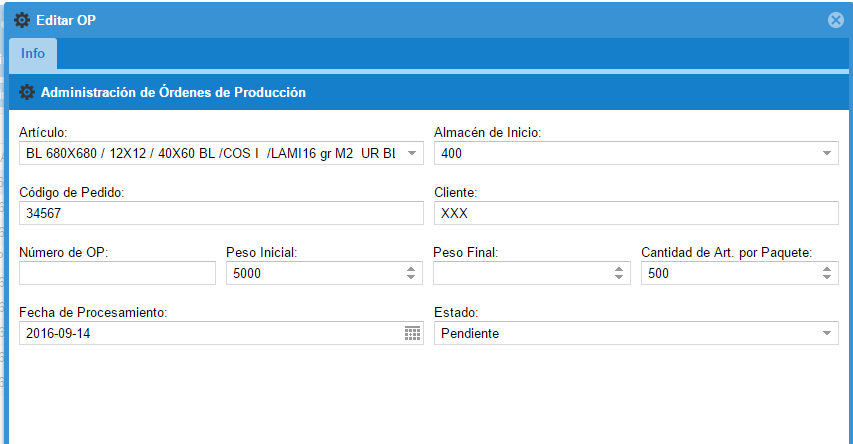 Editar OP
Info
Administración de Órdenes de Producción
Artículo: Almacén de Inicio:
BL 680X680 / 12X12 / 40X60 BL /COS I /LAMI16 gr M2 UR BL 400
Código de Pedido: Cliente:
34567 XXX
Número de OP: Peso Inicial: Peso Final: Cantidad de Art. por Paquete:
5000 500
Fecha de Procesamiento: Estado:
2016-09-14 Pendiente